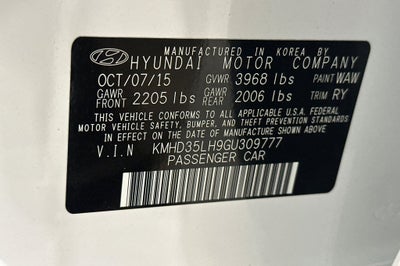 MANUFACTURED IN KOREA BY
HYUNDAI MOTOR COMPANY
OCT/07/15 GVWR 3968 lbs PAINT WAW
GAWR FRONT 2205 lbs GAWR REAR 2006 lbs TRIM RY
THIS VEHICLE CONFORMS TO ALL APPLICABLE U.S.A. FEDERAL
MOTOR VEHICLE SAFETY, BUMPER, AND THEFT PREVENTION STANDARDS
IN EFFECT ON THE DATE OF MANUFACTURE SHOWN ABOVE.
V.I.N KMHD35LH9GU309777
PASSENGER CAR